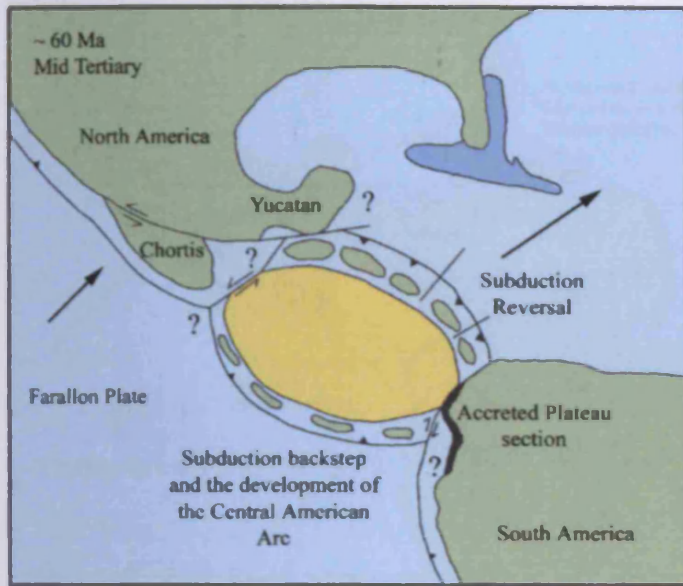 ~ 60 Ma
Mid Tertiary
North America
Yucatan
?
Chortis
?
Subduction
Reversal
?
Farallon Plate
Accreted Plateau
section
?
Subduction backstep
and the development of
the Central American
Arc
South America